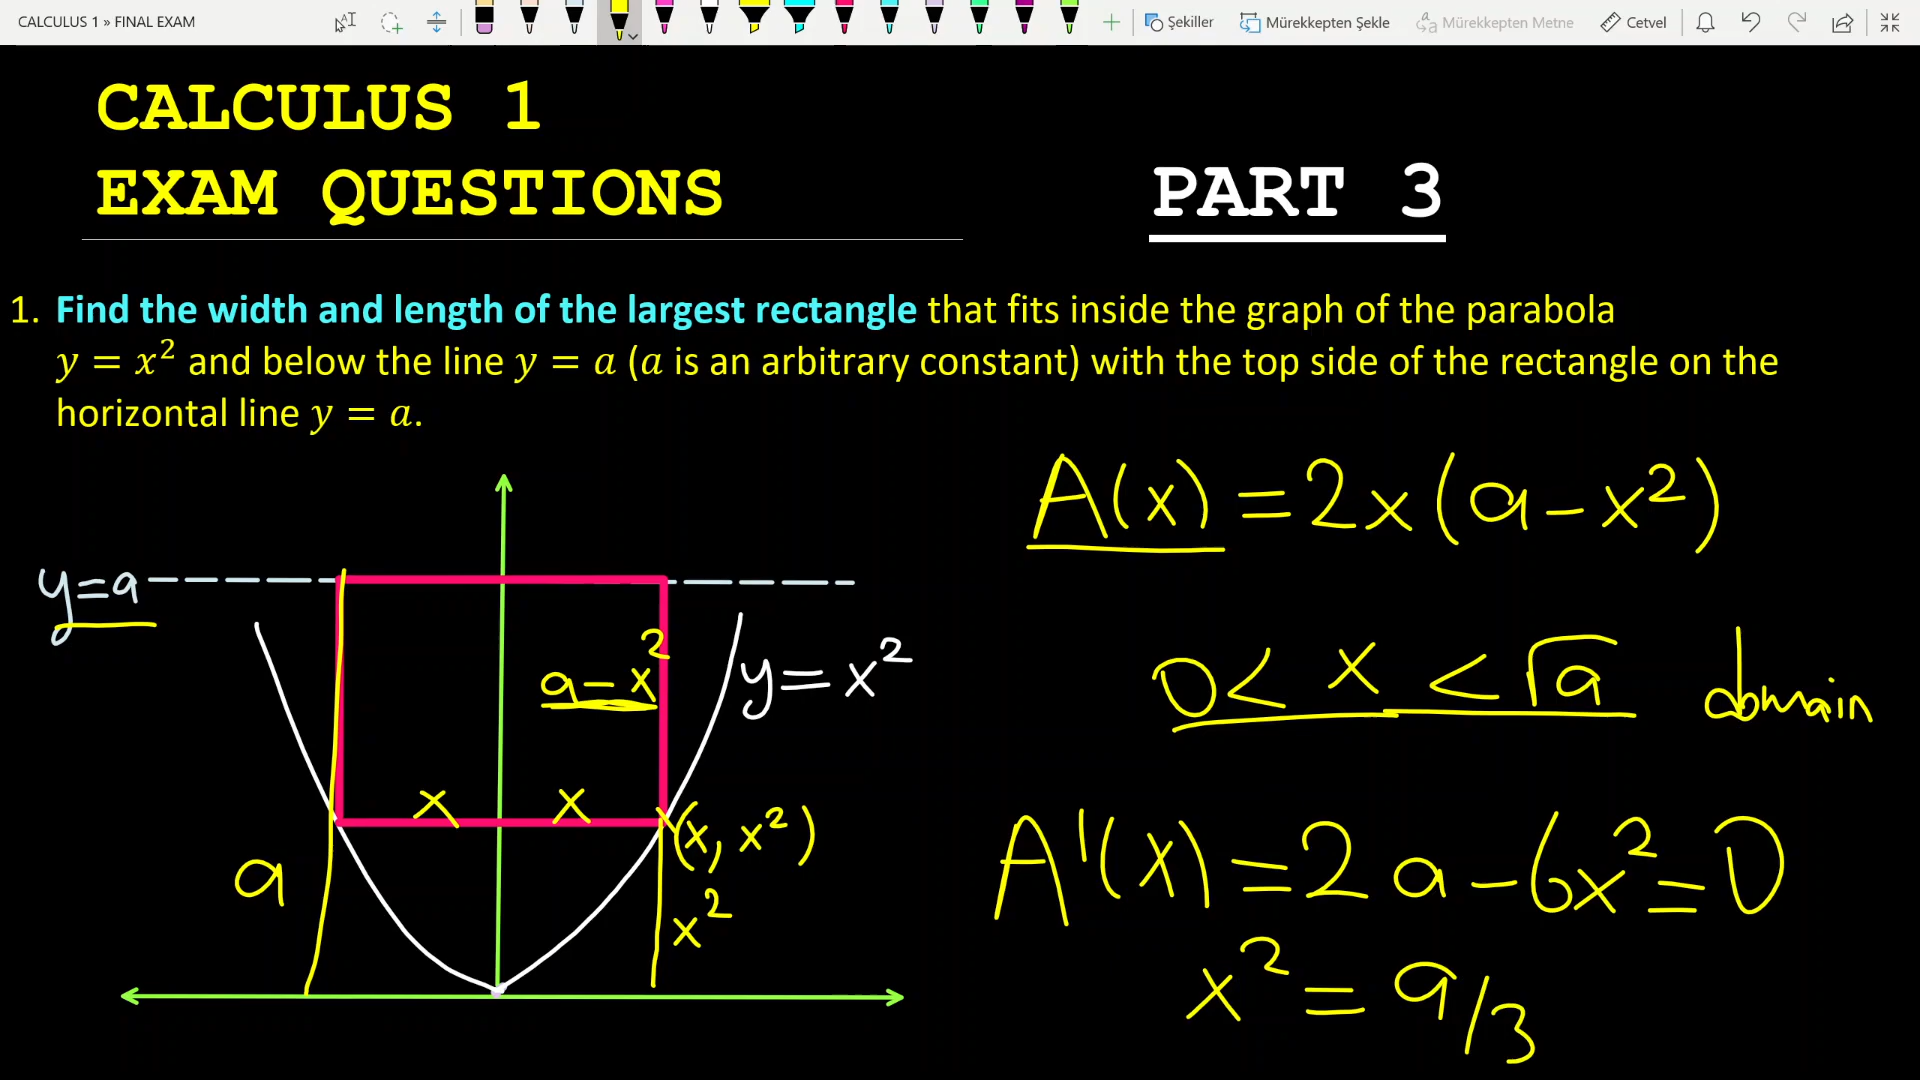 CALCULUS 1 » FINAL EXAM
Şekiller
Mürekkepten Şekle
Mürekkepten Metne
Cetvel
CALCULUS 1
EXAM QUESTIONS
PART 3
1. Find the width and length of the largest rectangle that fits inside the graph of the parabola
y = x² and below the line y = a (a is an arbitrary constant) with the top side of the rectangle on the
horizontal line y = a.
A(x) = 2x(a - x²)
y=a
a - x²
y = x²
0 < x < √a domain
x x
(x, x²)
a
x²
A'(x) = 2a - 6x² = 0
x² = a/3